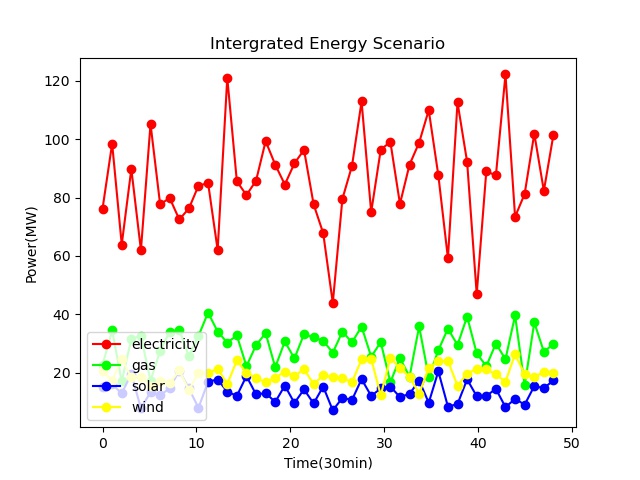 Intergrated Energy Scenario
Power(MW)
120
100
80
60
40
20
electricity
gas
solar
wind
0 10 20 30 40 50
Time(30min)